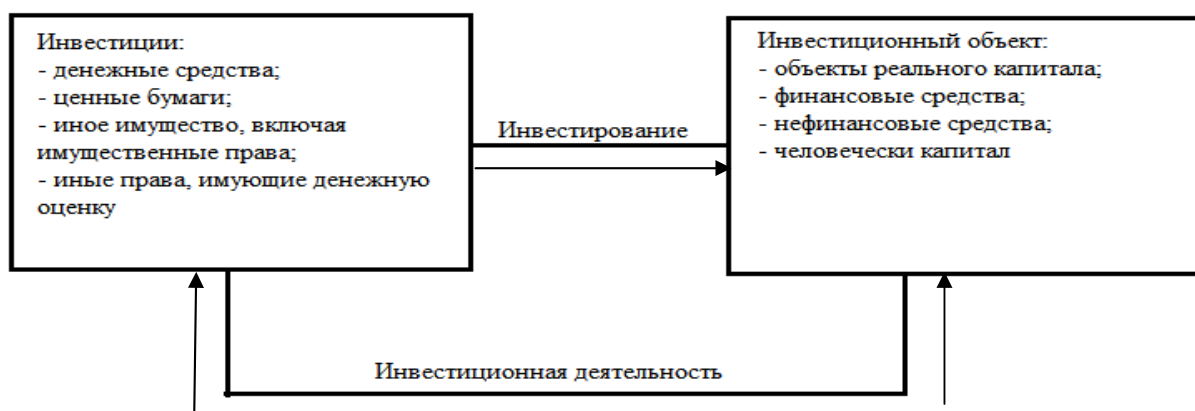 Инвестиции:
- денежные средства;
- ценные бумаги;
- иное имущество, включая
имущественные права;
- иные права, имующие денежную
оценку
Инвестирование
Инвестиционный объект:
- объекты реального капитала;
- финансовые средства;
- нефинансовые средства;
- человечески капитал
Инвестиционная деятельность